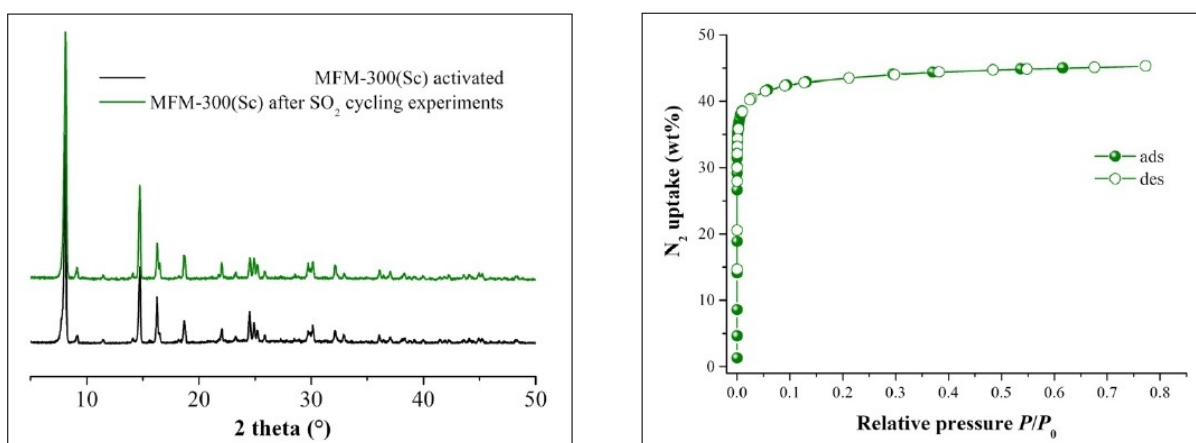 MFM-300(Sc) activated
MFM-300(Sc) after SO₂ cycling experiments
10
20
30
40
50
2 theta (°)
N₂ uptake (wt%)
50
40
30
20
10
0
ads
des
0.0
0.1
0.2
0.3
0.4
0.5
0.6
0.7
0.8
Relative pressure P/P₀